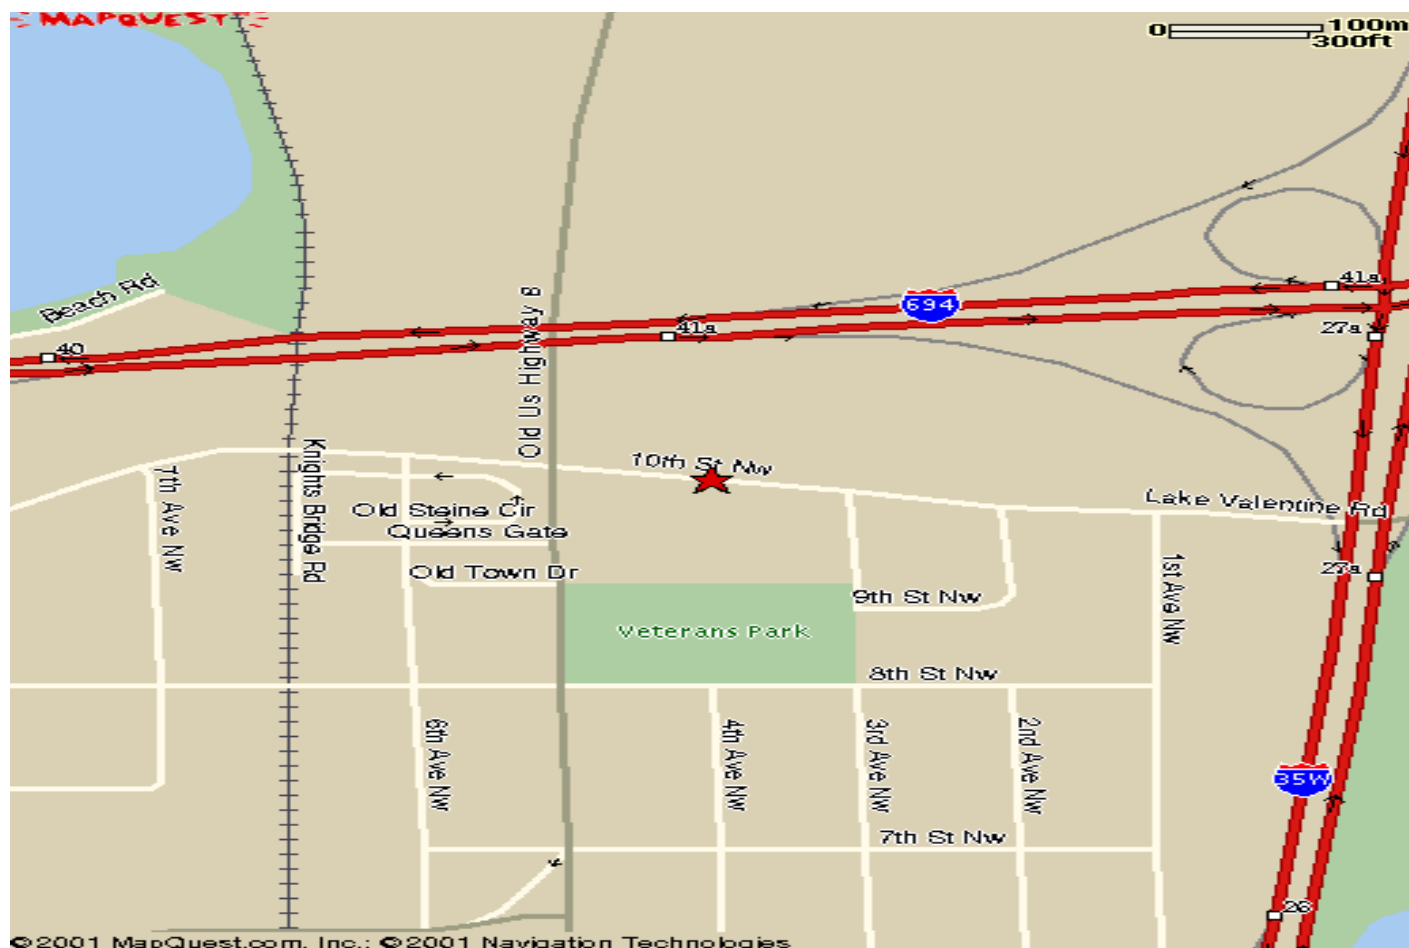 MAPQUEST
0 100m
300ft
Beach Rd
694
41a
41a
27a
40
Old Us Highway 8
10th St Nw
Knights Bridge Rd
7th Ave Nw
Lake Valentine Rd
Old Steine Cir
Queens Gate
Old Town Dr
27a
1st Ave Nw
9th St Nw
Veterans Park
8th St Nw
6th Ave Nw
4th Ave Nw
3rd Ave Nw
2nd Ave Nw
35W
7th St Nw
26
©2001 MapQuest.com, Inc.; ©2001 Navigation Technologies